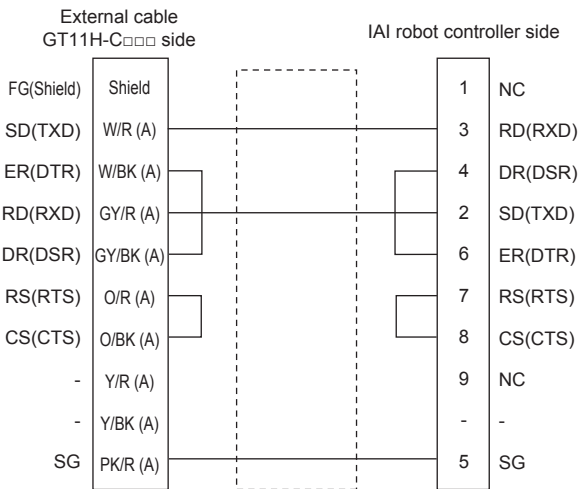 External cable
GT11H-C□□□ side
IAI robot controller side
FG(Shield) Shield 1 NC
SD(TXD) W/R (A) 3 RD(RXD)
ER(DTR) W/BK (A) 4 DR(DSR)
RD(RXD) GY/R (A) 2 SD(TXD)
DR(DSR) GY/BK (A) 6 ER(DTR)
RS(RTS) O/R (A) 7 RS(RTS)
CS(CTS) O/BK (A) 8 CS(CTS)
- Y/R (A) 9 NC
- Y/BK (A) - -
SG PK/R (A) 5 SG